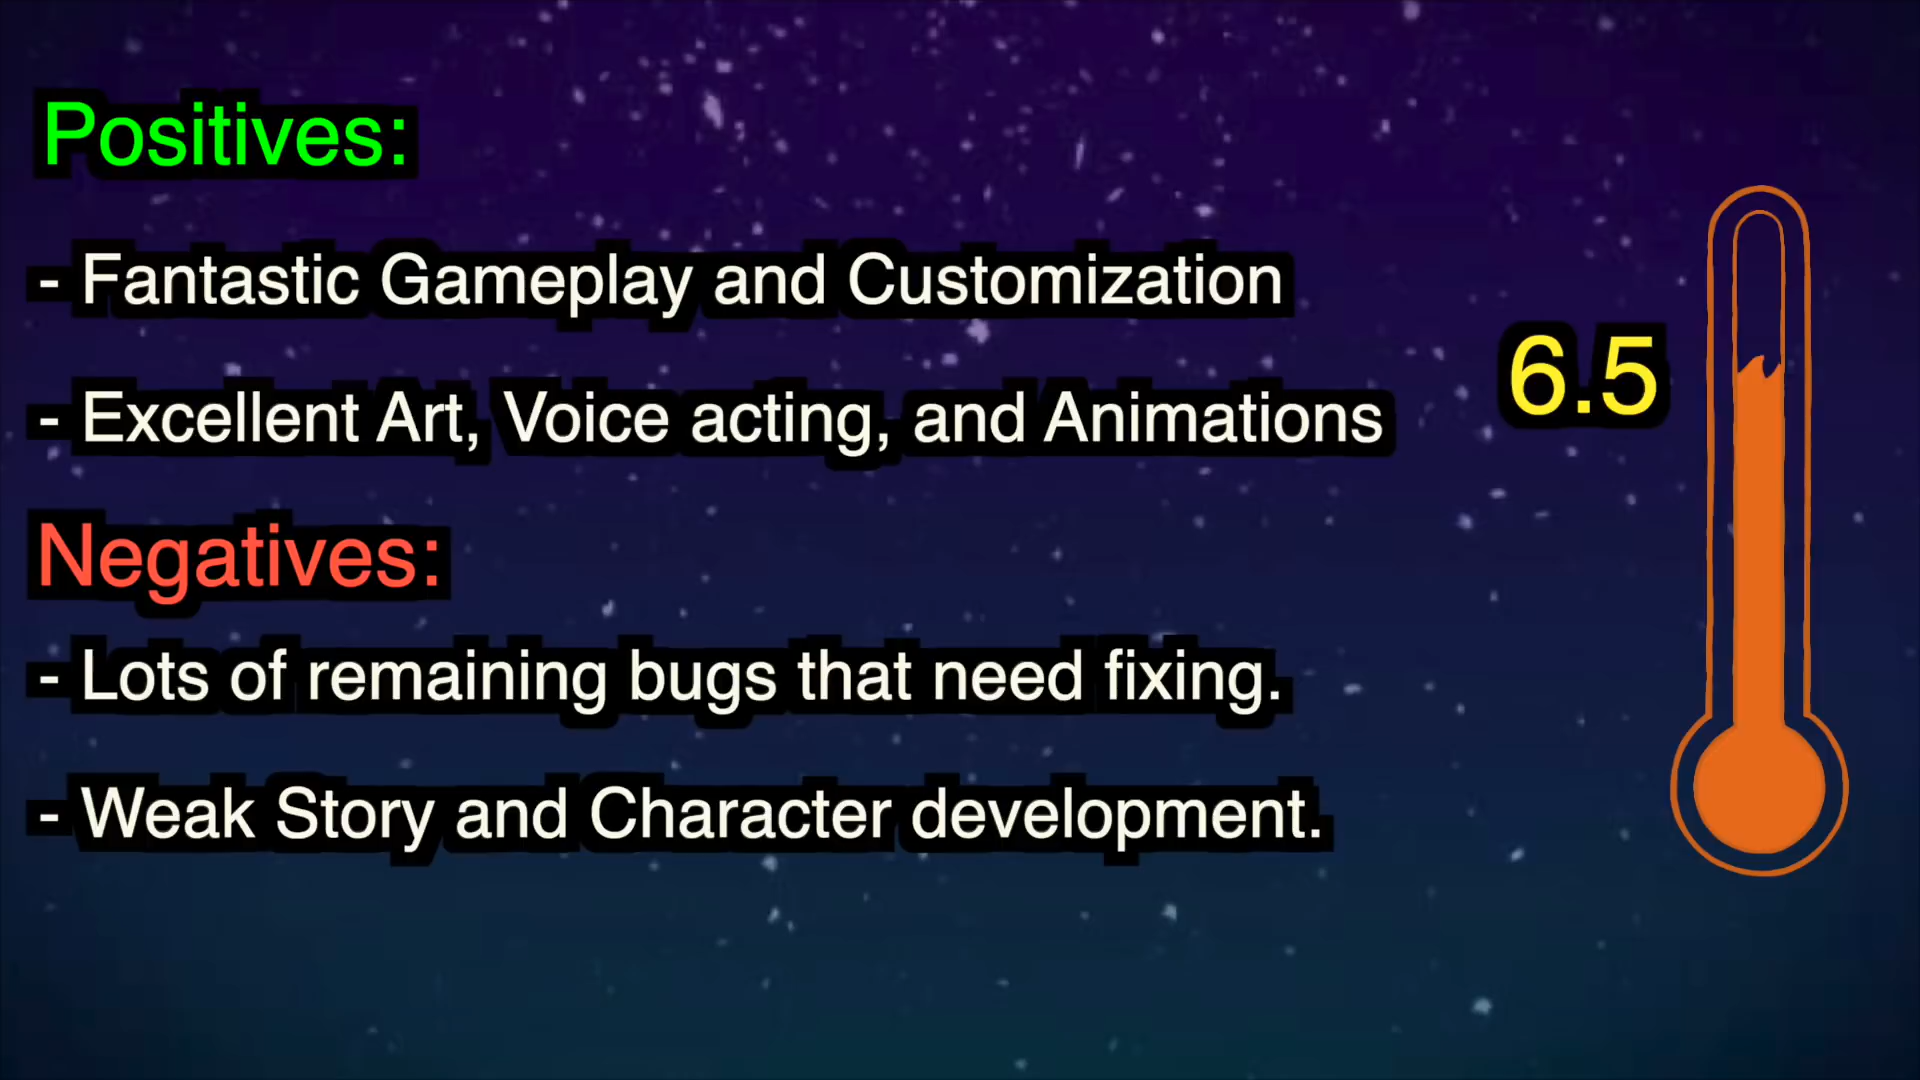 Positives:
- Fantastic Gameplay and Customization
- Excellent Art, Voice acting, and Animations
Negatives:
- Lots of remaining bugs that need fixing.
- Weak Story and Character development.
6.5